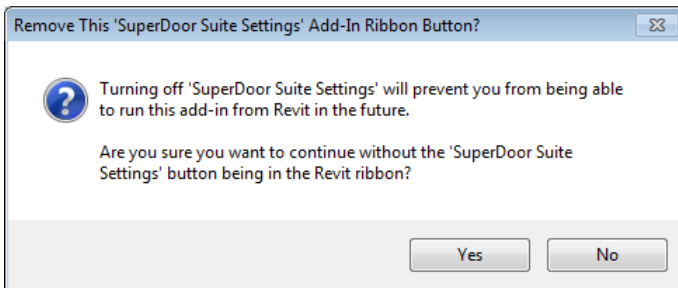 Remove This 'SuperDoor Suite Settings' Add-In Ribbon Button?
Turning off 'SuperDoor Suite Settings' will prevent you from being able
to run this add-in from Revit in the future.
Are you sure you want to continue without the 'SuperDoor Suite
Settings' button being in the Revit ribbon?
Yes No